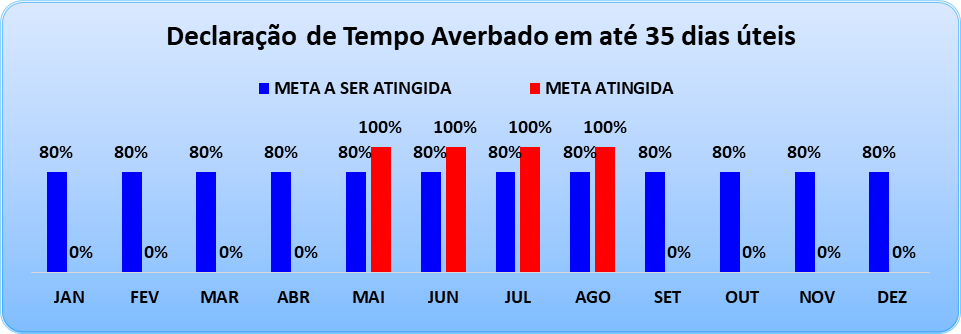 Declaração de Tempo Averbado em até 35 dias úteis
META A SER ATINGIDA META ATINGIDA
100% 100% 100% 100%
80% 80% 80% 80% 80% 80% 80% 80% 80% 80% 80% 80%
0% 0% 0% 0% 0% 0% 0% 0%
JAN FEV MAR ABR MAI JUN JUL AGO SET OUT NOV DEZ